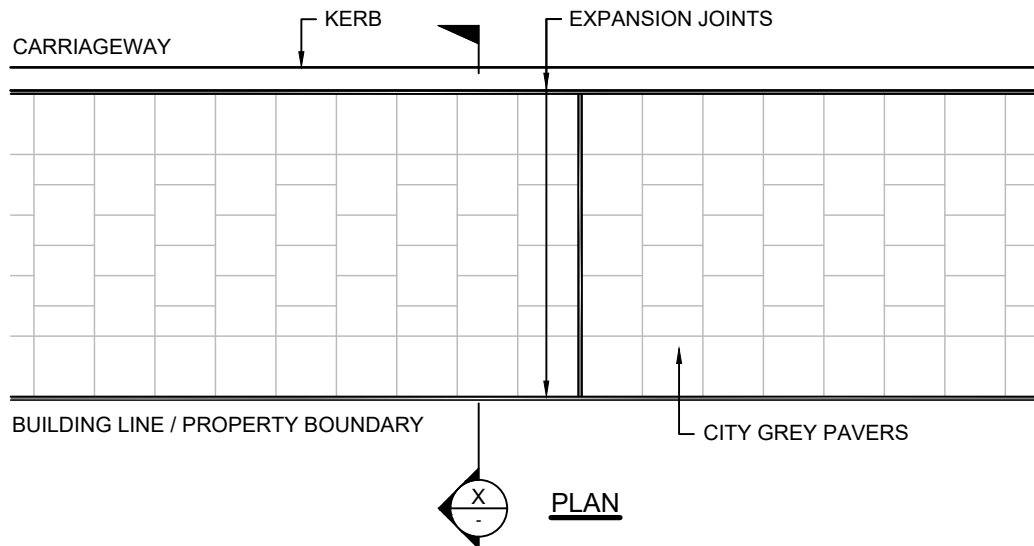 KERB
EXPANSION JOINTS
CARRIAGEWAY
BUILDING LINE / PROPERTY BOUNDARY
CITY GREY PAVERS
X
-
PLAN